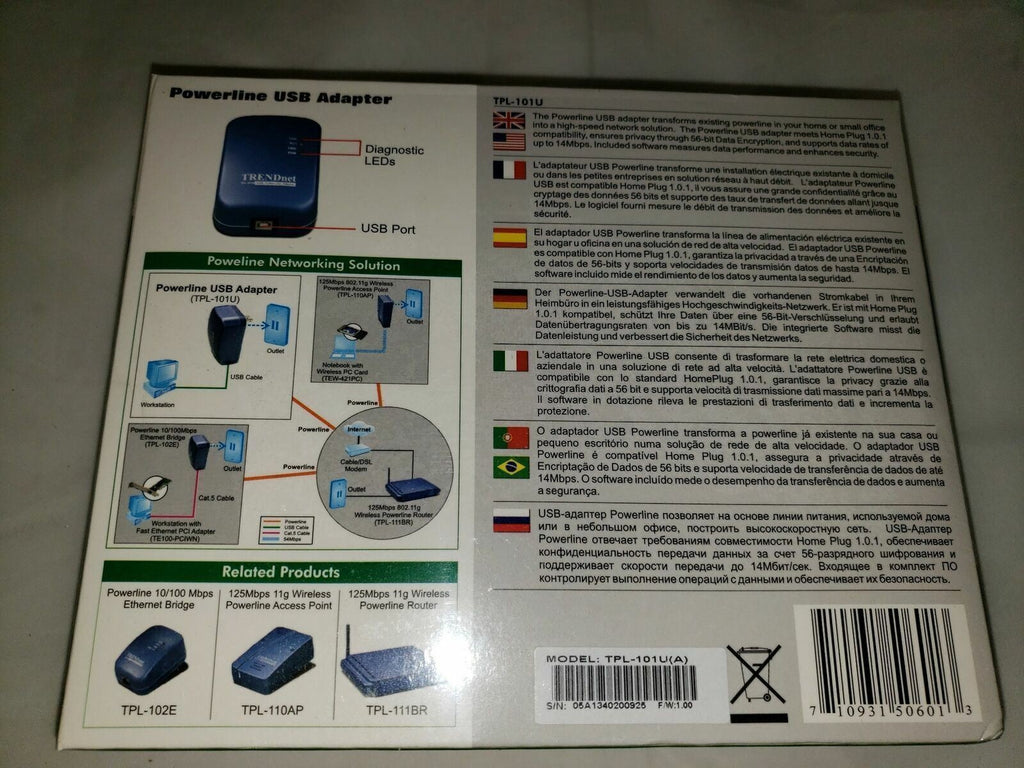 Powerline USB Adapter
Diagnostic
LEDs
TRENDnet
USB Port
Poweline Networking Solution
Powerline USB Adapter
(TPL-101U)
Outlet
USB Cable
Workstation
125Mbps 802.11g Wireless
Powerline Access Point
(TPL-110AP)
Outlet
Notebook with
Wireless PC Card
(TEW-421PC)
Powerline
Powerline
Powerline
Powerline 10/100Mbps
Ethernet Bridge
(TPL-102E)
Outlet
Cat.5 Cable
Workstation with
Fast Ethernet PCI Adapter
(TE100-PCIWN)
Internet
Cable/DSL
Modem
Outlet
125Mbps 802.11g
Wireless Powerline Router
(TPL-111BR)
Powerline
USB Cable
Cat.5 Cable
54Mbps
Related Products
Powerline 10/100 Mbps
Ethernet Bridge
TPL-102E
125Mbps 11g Wireless
Powerline Access Point
TPL-110AP
125Mbps 11g Wireless
Powerline Router
TPL-111BR
TPL-101U
The Powerline USB adapter transforms existing powerline in your home or small office
into a high-speed network solution. The Powerline USB adapter meets Home Plug 1.0.1
compatibility, ensures privacy through 56-bit Data Encryption, and supports data rates of
up to 14Mbps. Included software measures data performance and enhances security.
L'adaptateur USB Powerline transforme une installation électrique existante à domicile
ou dans les petites entreprises en solution réseau à haut débit. L'adaptateur Powerline
USB est compatible Home Plug 1.0.1, il vous assure une grande confidentialité grâce au
cryptage des données 56 bits et supporte des taux de transfert de données allant jusque
14Mbps. Le logiciel fourni mesure le débit de transmission des données et améliore la
sécurité.
El adaptador USB Powerline transforma la línea de alimentación eléctrica existente en
su hogar u oficina en una solución de red de alta velocidad. El adaptador USB Powerline
es compatible con Home Plug 1.0.1, garantiza la privacidad a través de una Encriptación
de datos de 56-bits y soporta velocidades de transmisión datos de hasta 14Mbps. El
software incluido mide el rendimiento de los datos y aumenta la seguridad.
Der Powerline-USB-Adapter verwandelt die vorhandenen Stromkabel in Ihrem
Heimbüro in ein leistungsfähiges Hochgeschwindigkeits-Netzwerk. Er ist mit Home Plug
1.0.1 kompatibel, schützt Ihre Daten über eine 56-Bit-Verschlüsselung und erlaubt
Datenübertragungsraten von bis zu 14MBit/s. Die integrierte Software misst die
Datenleistung und verbessert die Sicherheit des Netzwerks.
L'adattatore Powerline USB consente di trasformare la rete elettrica domestica o
aziendale in una soluzione di rete ad alta velocità. L'adattatore Powerline USB è
compatibile con lo standard HomePlug 1.0.1, garantisce la privacy grazie alla
crittografia dati a 56 bit e supporta velocità di trasmissione dati massime pari a 14Mbps.
Il software in dotazione rileva le prestazioni di trasferimento dati e incrementa la
protezione.
O adaptador USB Powerline transforma a powerline já existente na sua casa ou
pequeno escritório numa solução de rede de alta velocidade. O adaptador USB
Powerline é compatível Home Plug 1.0.1, assegura a privacidade através de
Encriptação de Dados de 56 bits e suporta velocidade de transferência de dados de até
14Mbps. O software incluído mede o desempenho da transferência de dados e aumenta
a segurança.
USB-адаптер Powerline позволяет на основе линии питания, используемой дома
или в небольшом офисе, построить высокоскоростную сеть. USB-Адаптер
Powerline отвечает требованиям совместимости Home Plug 1.0.1, обеспечивает
конфиденциальность передачи данных за счет 56-разрядного шифрования и
поддерживает скорости передачи до 14Мбит/сек. Входящее в комплект ПО
контролирует выполнение операций с данными и обеспечивает их безопасность.
MODEL: TPL-101U(A)
S/N: 05A1340200925 F/W:1.00
7 10931 50601 3